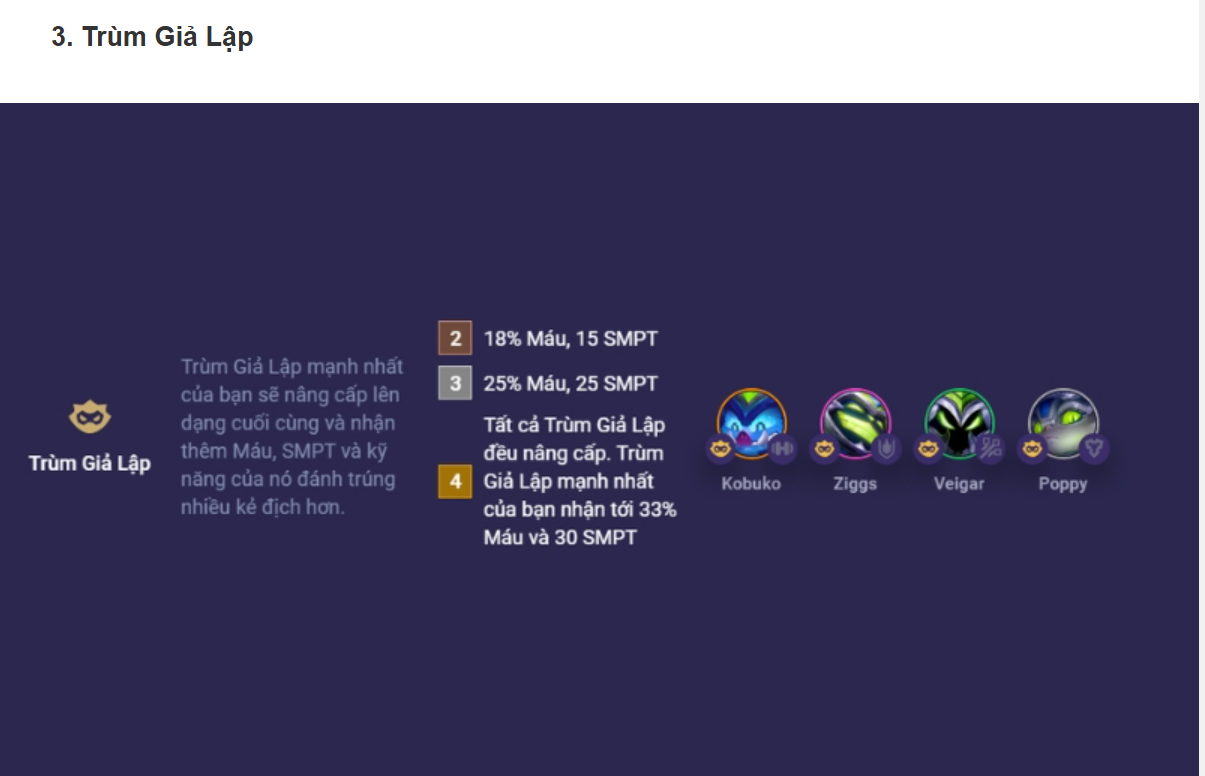 3. Trùm Giả Lập
Trùm Giả Lập
Trùm Giả Lập mạnh nhất
của bạn sẽ nâng cấp lên
dạng cuối cùng và nhận
thêm Máu, SMPT và kỹ
năng của nó đánh trúng
nhiều kẻ địch hơn.
2 18% Máu, 15 SMPT
3 25% Máu, 25 SMPT
Tất cả Trùm Giả Lập
đều nâng cấp. Trùm
4 Giả Lập mạnh nhất
của bạn nhận tới 33%
Máu và 30 SMPT
Kobuko Ziggs Veigar Poppy